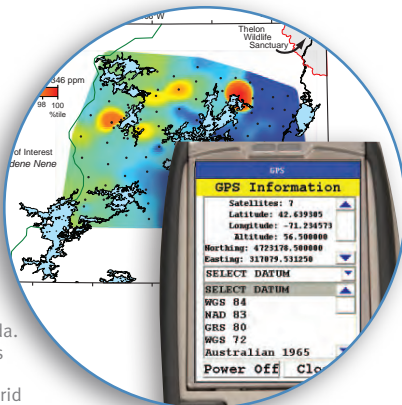 Thelon
Wildlife
Sanctuary
346 ppm
98 100
%tile
of Interest
dene Nene
GPS
GPS Information
Satellites: 7
Latitude: 42.639305
Longitude: -71.234573
Altitude: 56.500000
Northing: 4723178.500000
Easting: 317079.531250
SELECT DATUM
SELECT DATUM
WGS 84
NAD 83
GRS 80
WGS 72
Australian 1965
Power Off Clo
da.
s
rid